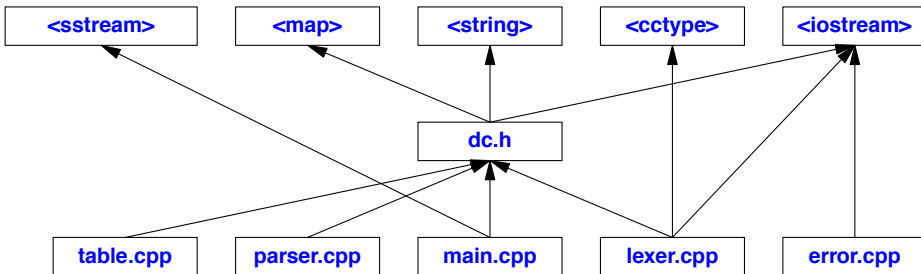 <sstream>
<map>
<string>
<cctype>
<iostream>
dc.h
table.cpp
parser.cpp
main.cpp
lexer.cpp
error.cpp